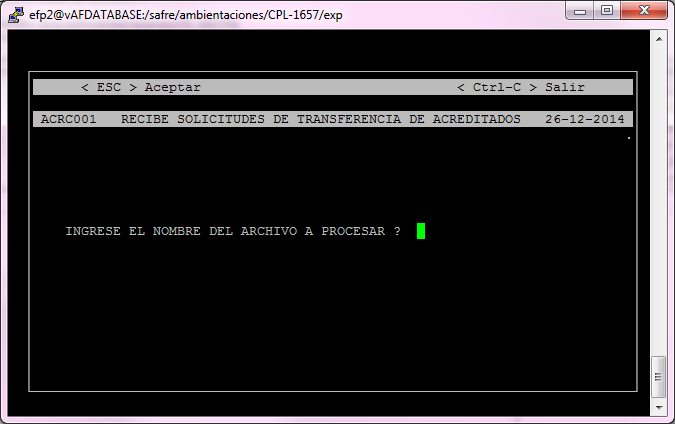 efp2@vAFDATABASE:/safre/ambientaciones/CPL-1657/exp
< ESC > Aceptar < Ctrl-C > Salir
ACRC001 RECIBE SOLICITUDES DE TRANSFERENCIA DE ACREDITADOS 26-12-2014
.
INGRESE EL NOMBRE DEL ARCHIVO A PROCESAR ?